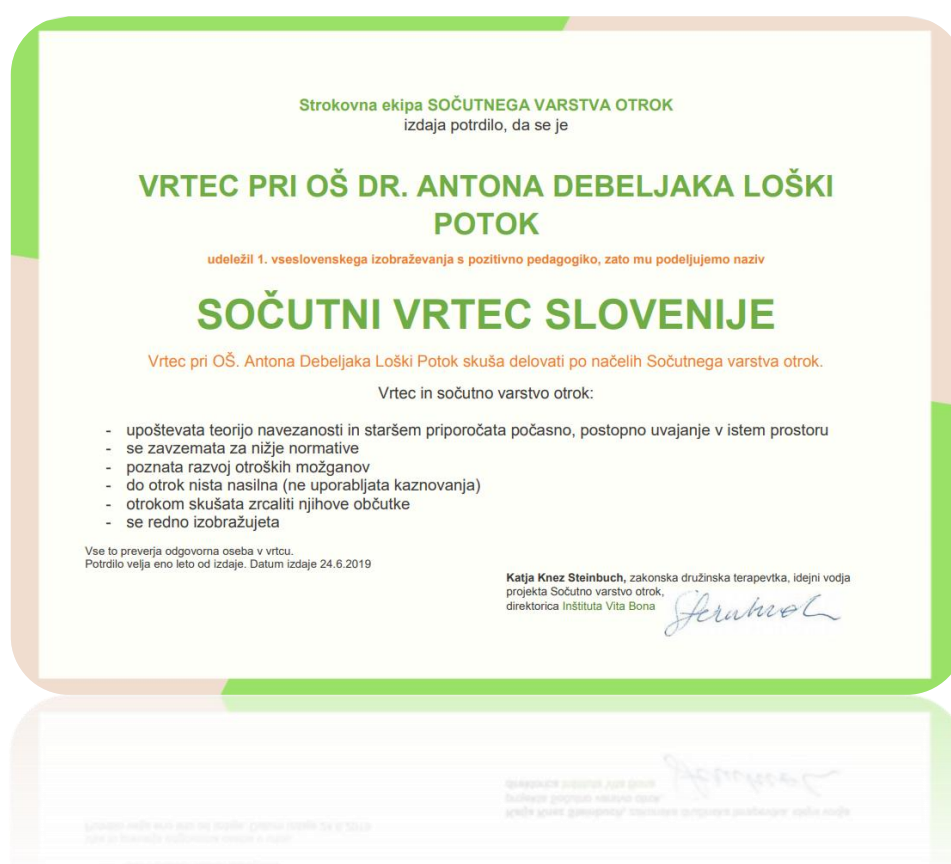 Strokovna ekipa SOČUTNEGA VARSTVA OTROK
izdaja potrdilo, da se je
VRTEC PRI OŠ DR. ANTONA DEBELJAKA LOŠKI
POTOK
udeležil 1. vseslovenskega izobraževanja s pozitivno pedagogiko, zato mu podeljujemo naziv
SOČUTNI VRTEC SLOVENIJE
Vrtec pri OŠ. Antona Debeljaka Loški Potok skuša delovati po načelih Sočutnega varstva otrok.
Vrtec in sočutno varstvo otrok:
- upoštevata teorijo navezanosti in staršem priporočata počasno, postopno uvajanje v istem prostoru
- se zavzemata za nižje normative
- poznata razvoj otroških možganov
- do otrok nista nasilna (ne uporabljata kaznovanja)
- otrokom skušata zrcaliti njihove občutke
- se redno izobražujeta
Vse to preverja odgovorna oseba v vrtcu.
Potrdilo velja eno leto od izdaje. Datum izdaje 24.6.2019
Katja Knez Steinbuch, zakonska družinska terapevtka, idejni vodja
projekta Sočutno varstvo otrok,
direktorica Inštituta Vita Bona